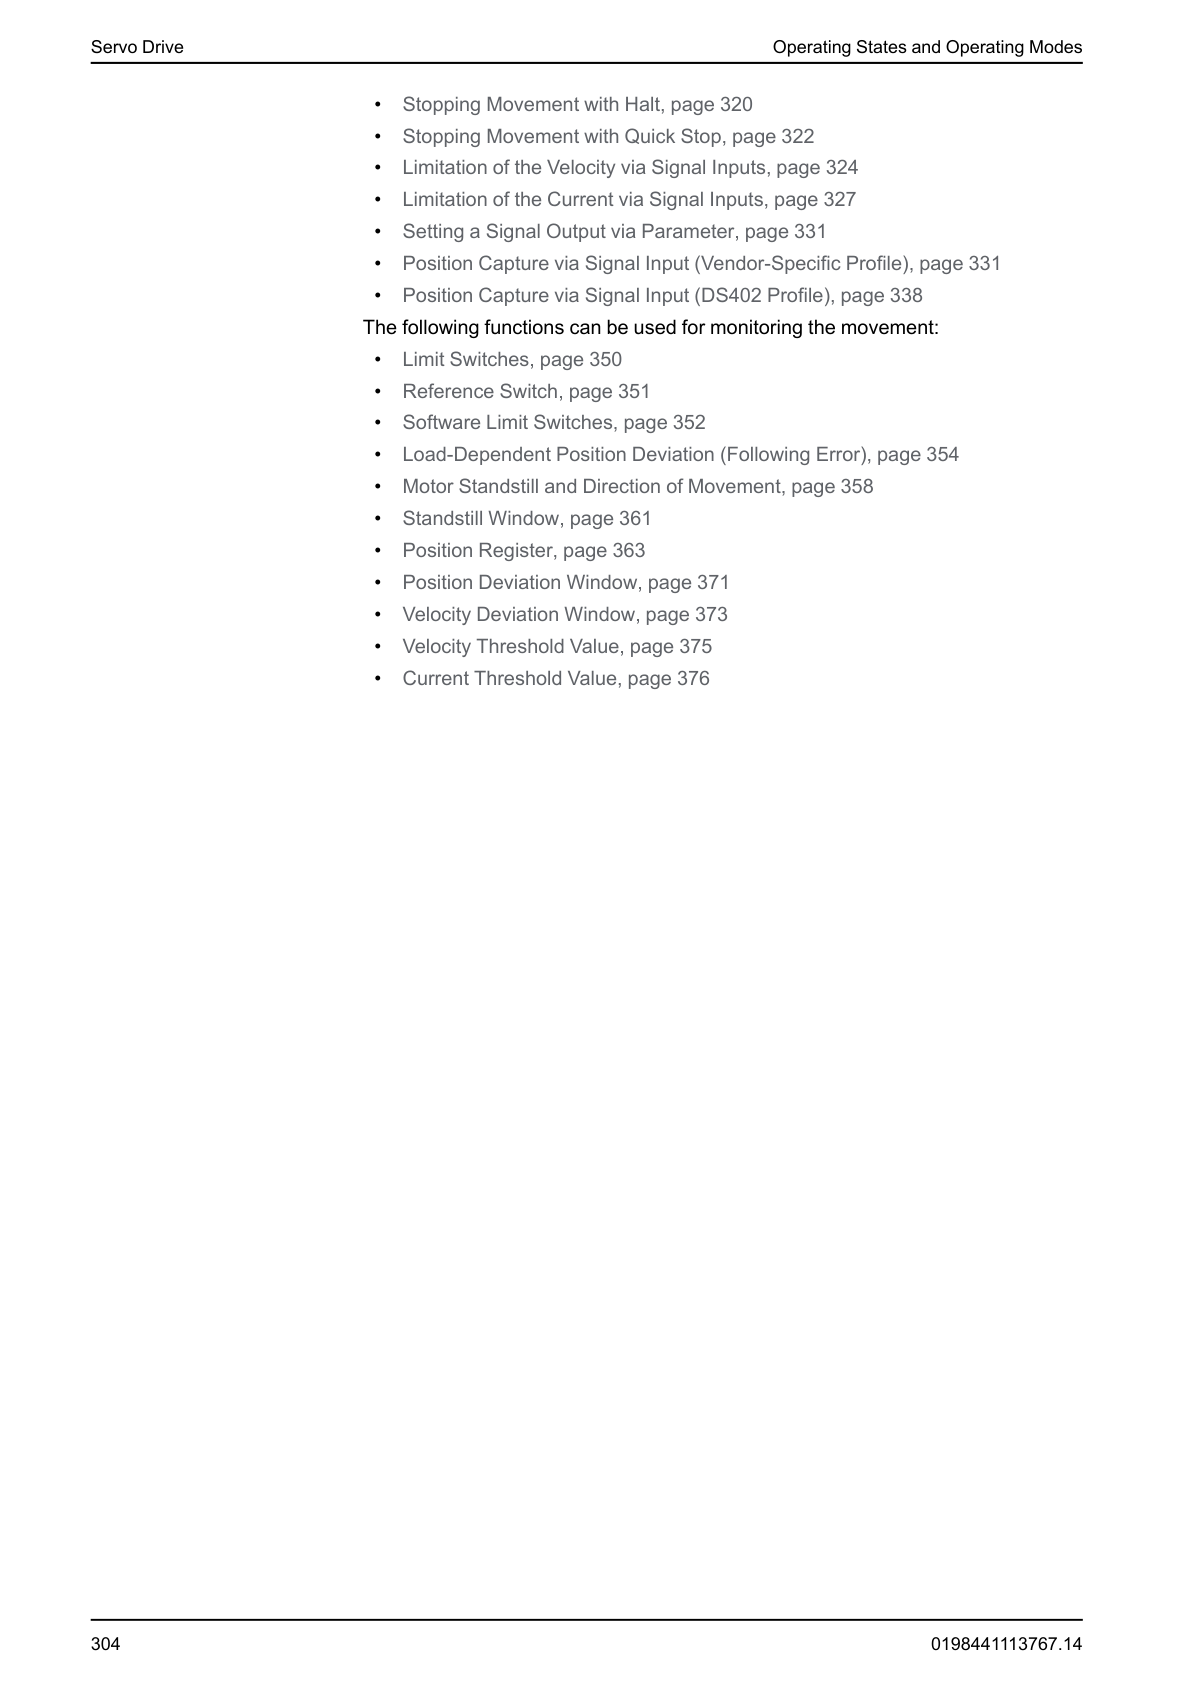 Servo Drive
Operating States and Operating Modes
• Stopping Movement with Halt, page 320
• Stopping Movement with Quick Stop, page 322
• Limitation of the Velocity via Signal Inputs, page 324
• Limitation of the Current via Signal Inputs, page 327
• Setting a Signal Output via Parameter, page 331
• Position Capture via Signal Input (Vendor-Specific Profile), page 331
• Position Capture via Signal Input (DS402 Profile), page 338
The following functions can be used for monitoring the movement:
• Limit Switches, page 350
• Reference Switch, page 351
• Software Limit Switches, page 352
• Load-Dependent Position Deviation (Following Error), page 354
• Motor Standstill and Direction of Movement, page 358
• Standstill Window, page 361
• Position Register, page 363
• Position Deviation Window, page 371
• Velocity Deviation Window, page 373
• Velocity Threshold Value, page 375
• Current Threshold Value, page 376
304
0198441113767.14